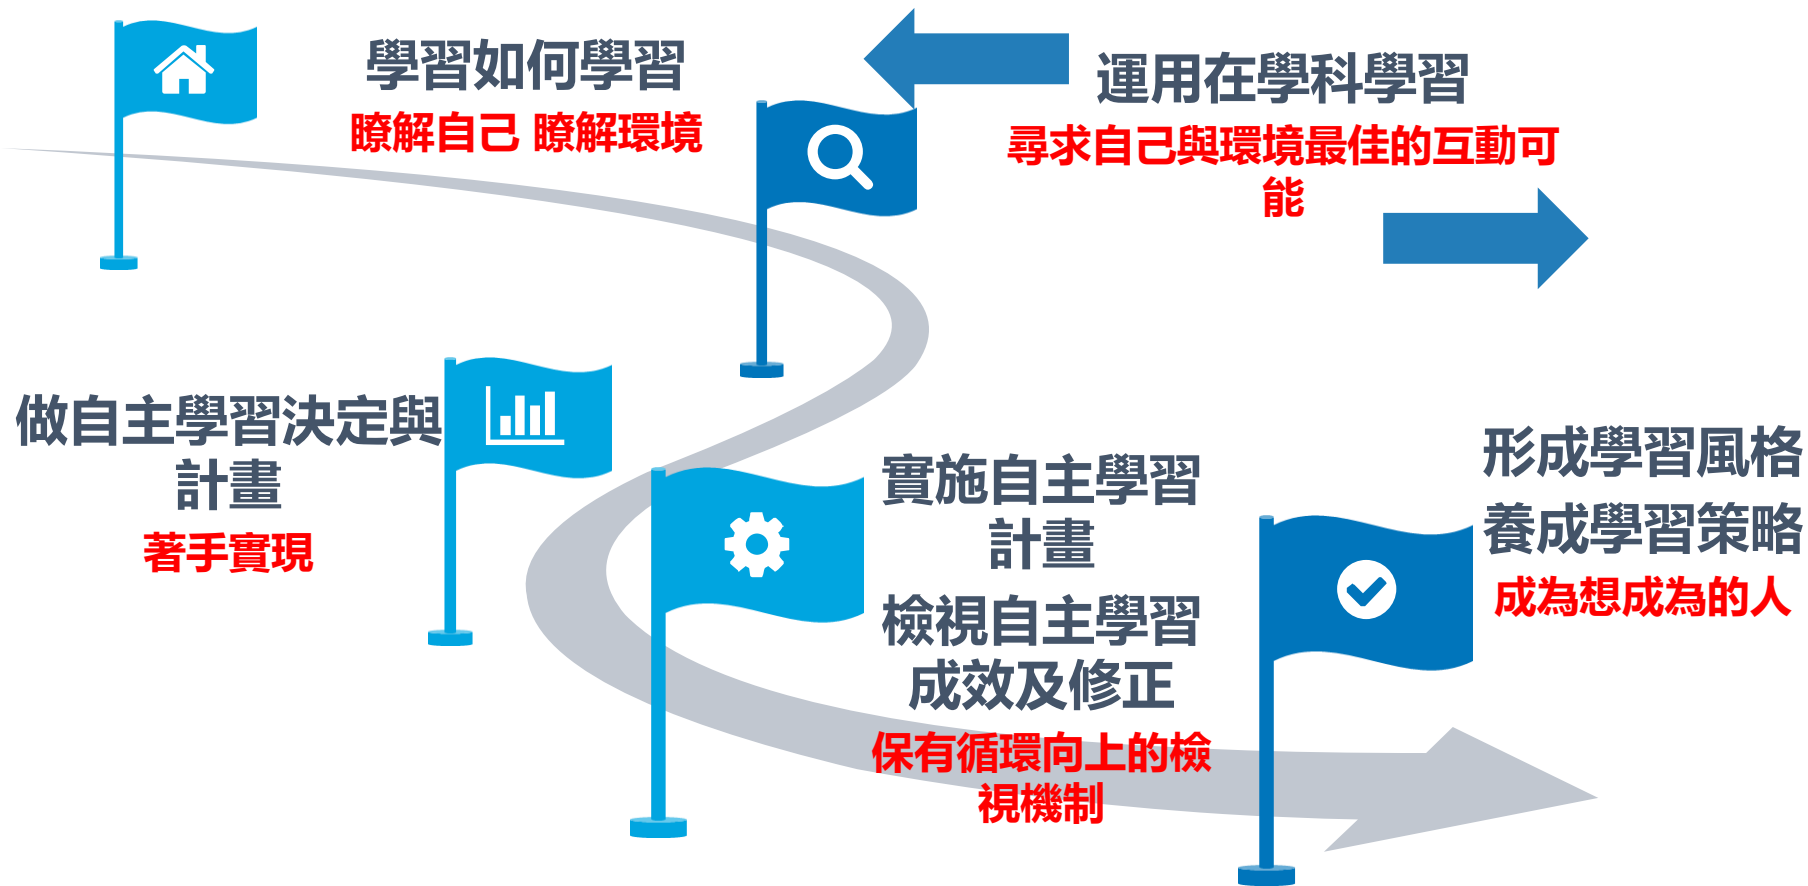 學習如何學習
瞭解自己 瞭解環境
運用在學科學習
尋求自己與環境最佳的互動可
能
做自主學習決定與
計畫
著手實現
實施自主學習
計畫
檢視自主學習
成效及修正
保有循環向上的檢
視機制
形成學習風格
養成學習策略
成為想成為的人